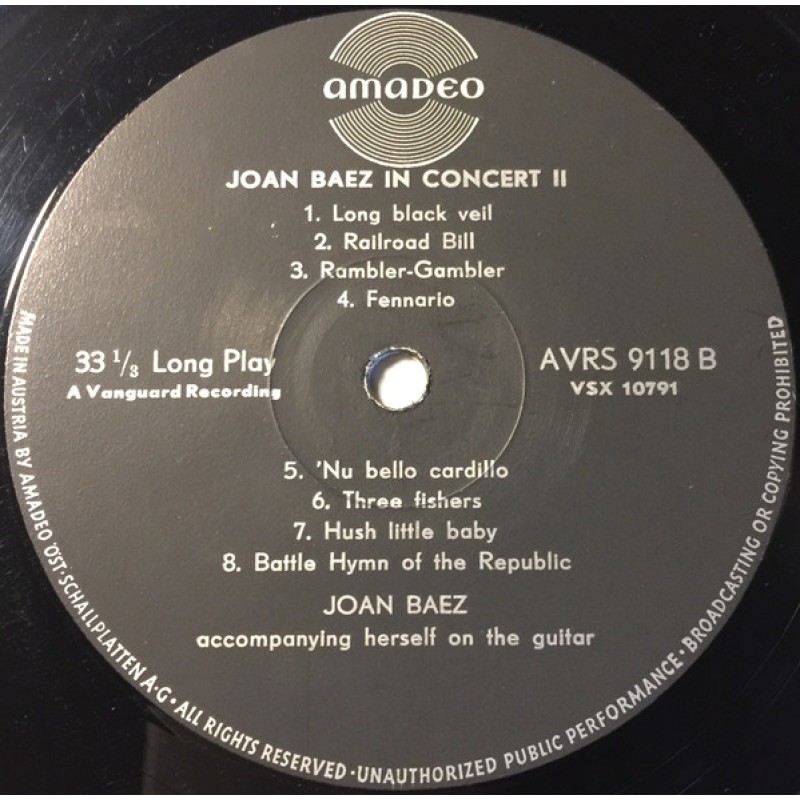 amadeo
JOAN BAEZ IN CONCERT II
1. Long black veil
2. Railroad Bill
3. Rambler-Gambler
4. Fennario
33 1/3 Long Play
A Vanguard Recording
AVRS 9118 B
VSX 10791
5. 'Nu bello cardillo
6. Three fishers
7. Hush little baby
8. Battle Hymn of the Republic
JOAN BAEZ
accompanying herself on the guitar
MADE IN AUSTRIA BY AMADEO ÖST·SCHALLPLATTEN A·G·ALL RIGHTS RESERVED·UNAUTHORIZED PUBLIC PERFORMANCE·BROADCASTING OR COPYING PROHIBITED